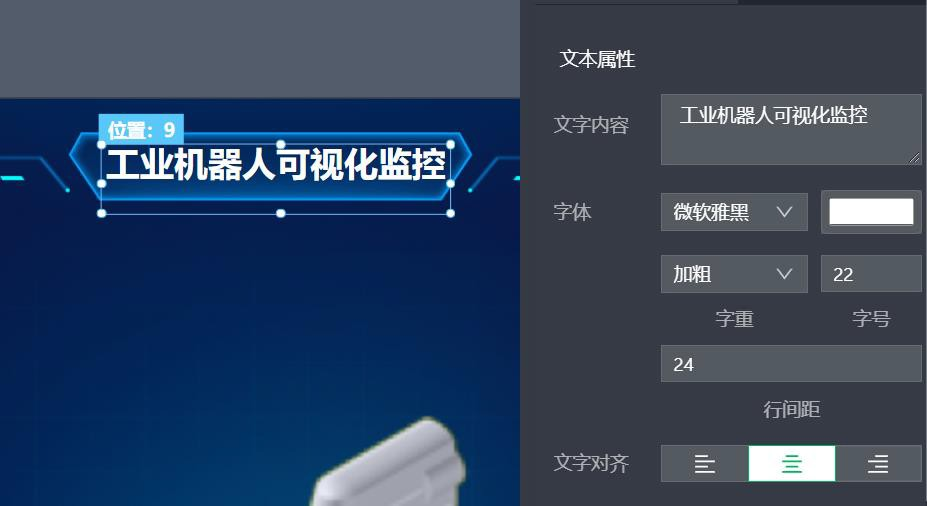 位置：9
工业机器人可视化监控
文本属性
文字内容
工业机器人可视化监控
字体
微软雅黑
加粗
22
字重
字号
24
行间距
文字对齐